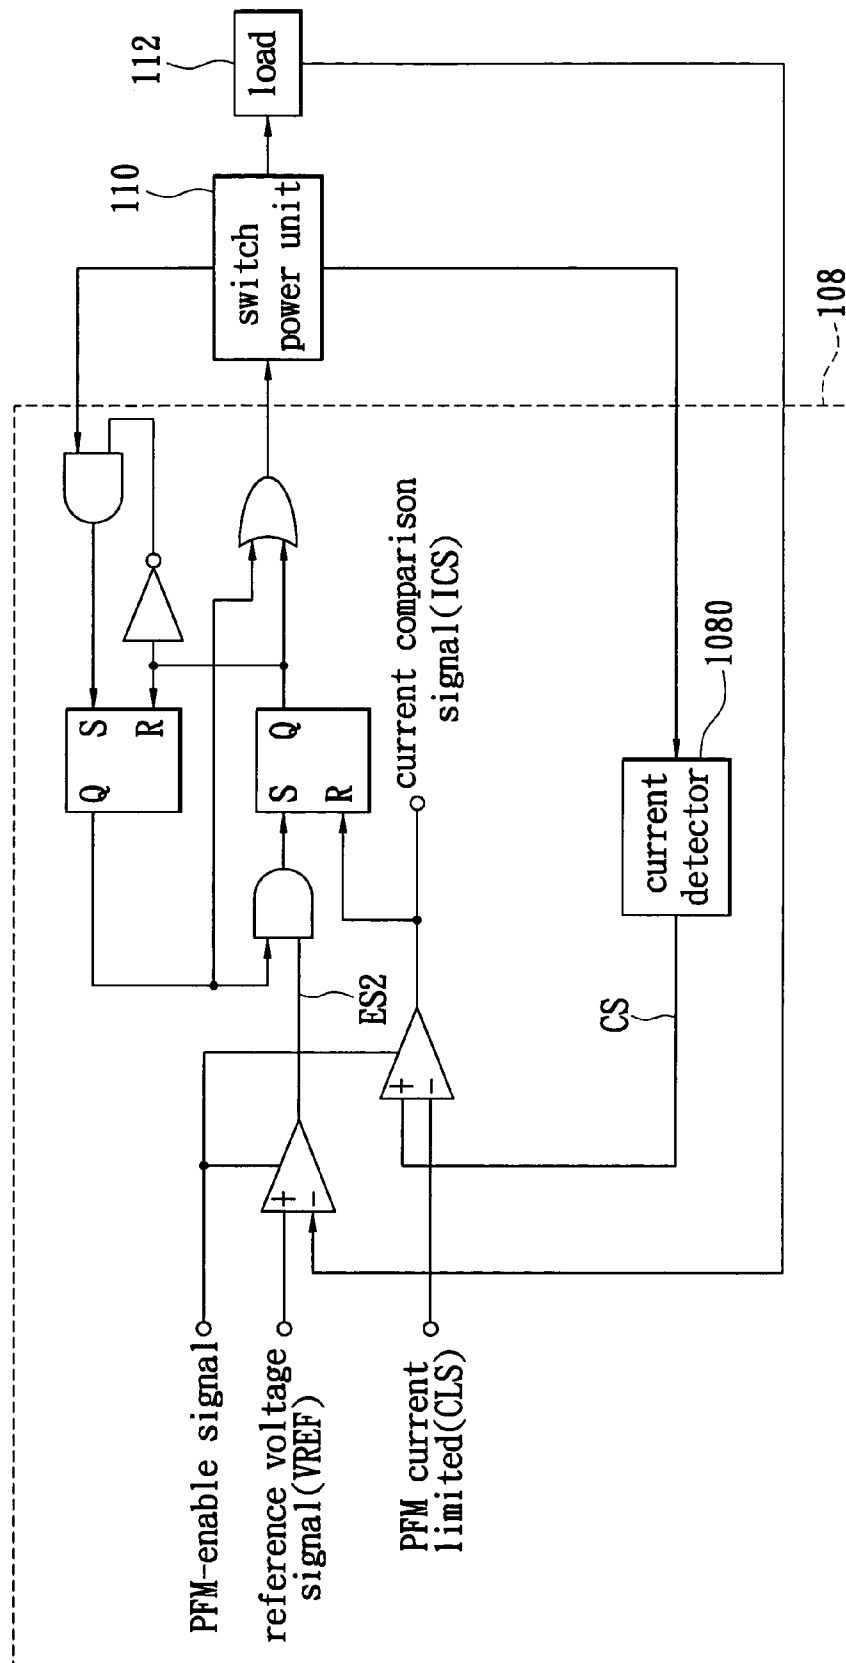 PFM-enable signal
reference voltage
signal(VREF)
PFM current
limited(CLS)
+
-
ES2
+
-
Q
S
R
S
Q
R
current comparison
signal(ICS)
CS
current
detector
1080
switch
power unit
110
load
112
108